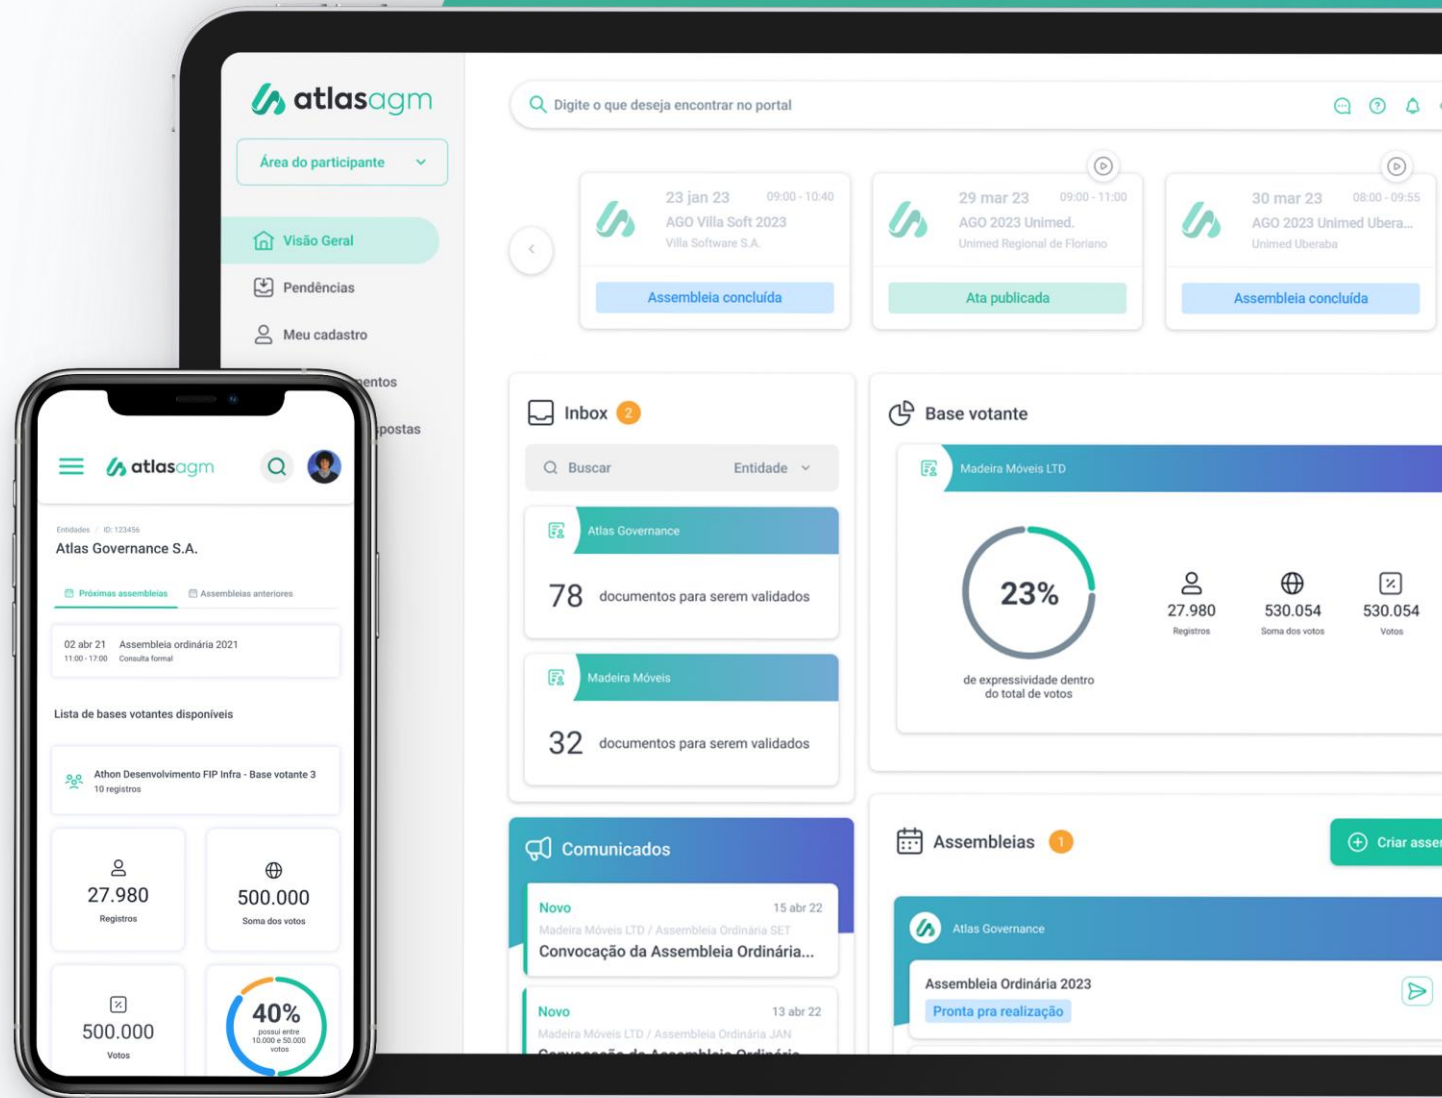 atlasagm
Área do participante
Visão Geral
Pendências
Meu cadastro
Digite o que deseja encontrar no portal
23 jan 23 09:00 - 10:40
AGO Villa Soft 2023
Villa Software S.A.
Assembleia concluída
29 mar 23 09:00 - 11:00
AGO 2023 Unimed.
Unimed Regional de Floriano
Ata publicada
30 mar 23 08:00 - 09:55
AGO 2023 Unimed Ubera...
Unimed Uberaba
Assembleia concluída
Inbox 2
Buscar Entidade
Atlas Governance
78 documentos para serem validados
Madeira Móveis
32 documentos para serem validados
Comunicados
Novo 15 abr 22
Madeira Móveis LTD / Assembleia Ordinária SET
Convocação da Assembleia Ordinária...
Novo 13 abr 22
Madeira Móveis LTD / Assembleia Ordinária JAN
Convocação da Assembleia Ordinária
Base votante
Madeira Móveis LTD
23%
de expressividade dentro
do total de votos
27.980
Registros
530.054
Soma dos votos
530.054
Votos
Assembleias 1
Criar assem
Atlas Governance
Assembleia Ordinária 2023
Pronta pra realização
atlasagm
Entidades / ID: 123456
Atlas Governance S.A.
Próximas assembleias Assembleias anteriores
02 abr 21 Assembleia ordinária 2021
11:00 - 17:00 Consulta formal
Lista de bases votantes disponíveis
Athon Desenvolvimento FIP Infra - Base votante 3
10 registros
27.980
Registros
500.000
Soma dos votos
500.000
Votos
40%
possui entre
10.000 e 50.000
votos